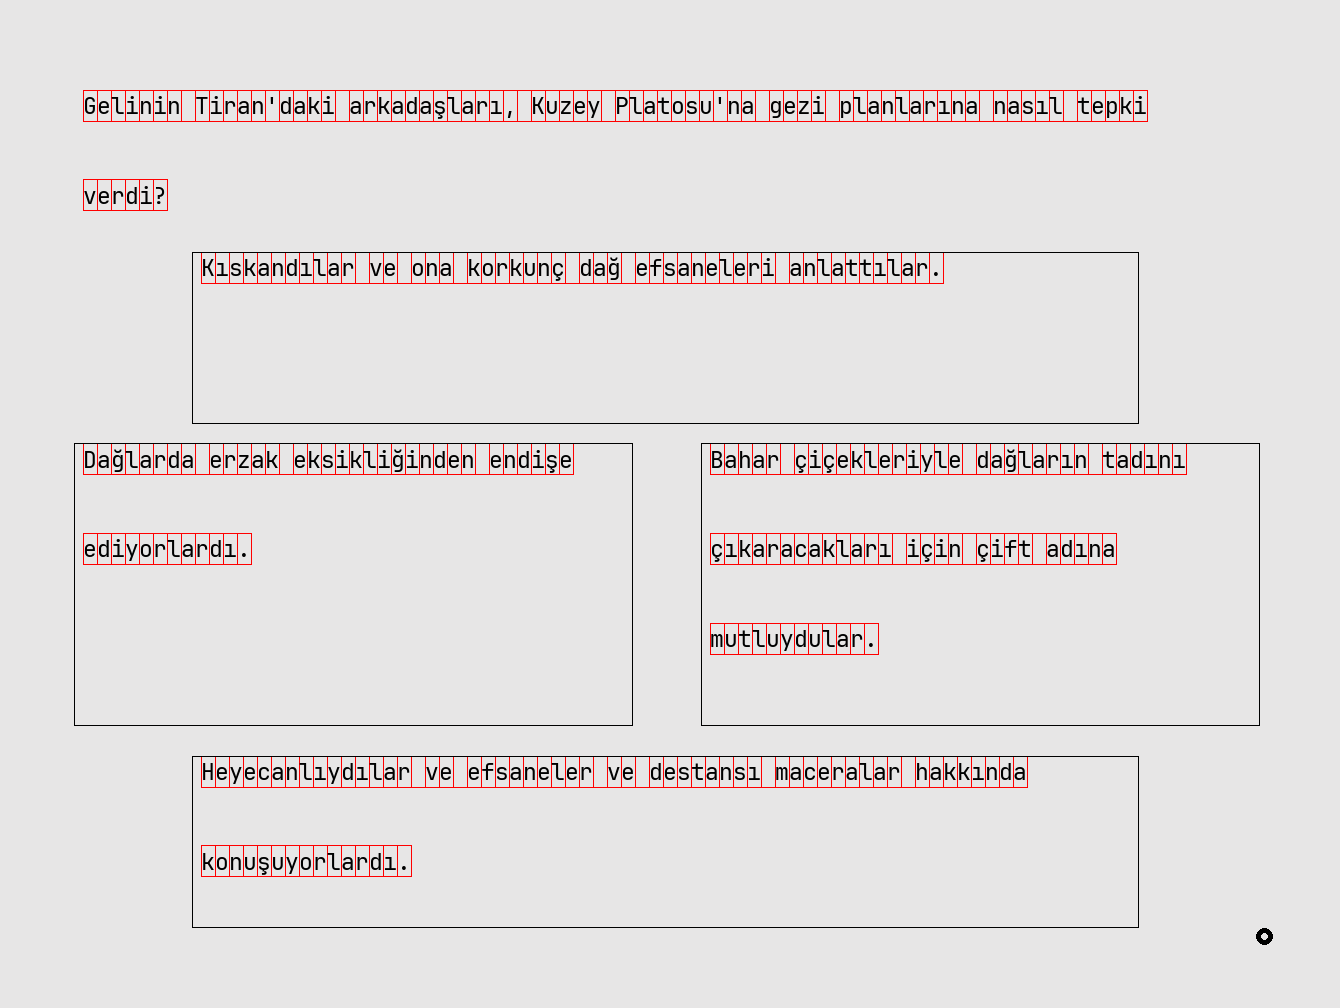 Gelinin Tiran'daki arkadaşları, Kuzey Platosu'na gezi planlarına nasıl tepki
verdi?
Kıskandılar ve ona korkunç dağ efsaneleri anlattılar.
Dağlarda erzak eksikliğinden endişe
ediyorlardı.
Bahar çiçekleriyle dağların tadını
çıkaracakları için çift adına
mutluydular.
Heyecanlıydılar ve efsaneler ve destansı maceralar hakkında
konuşuyorlardı.